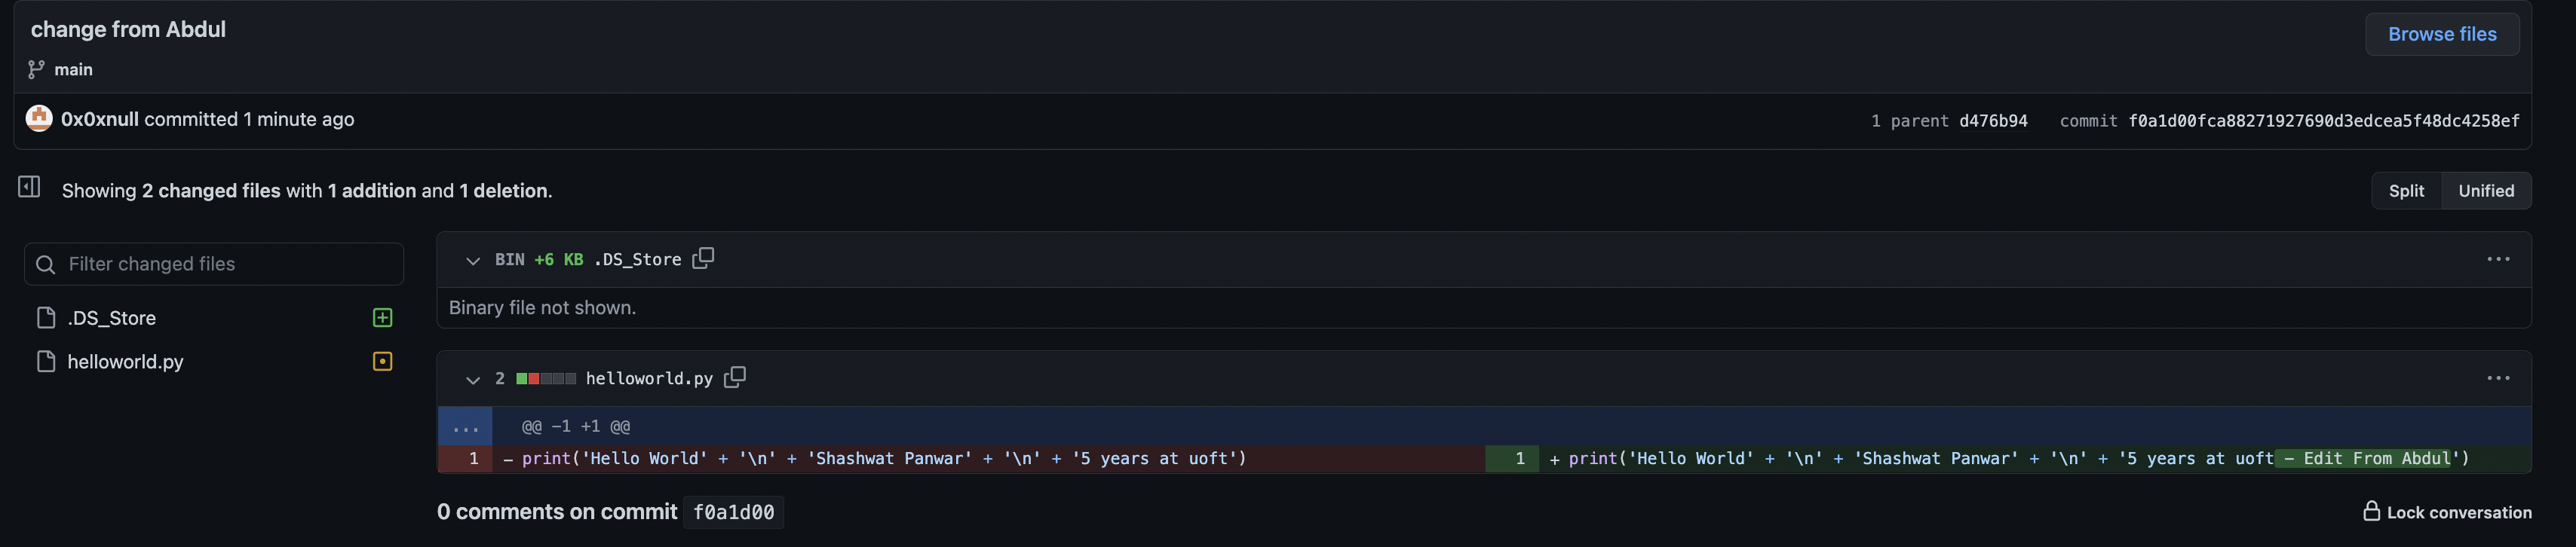 change from Abdul
Browse files
main
0x0xnull committed 1 minute ago
1 parent d476b94 commit f0a1d00fca88271927690d3edcea5f48dc4258ef
Showing 2 changed files with 1 addition and 1 deletion.
Split Unified
Filter changed files
.DS_Store
helloworld.py
BIN +6 KB .DS_Store
Binary file not shown.
2 helloworld.py
@@ -1 +1 @@
1 - print('Hello World' + '\n' + 'Shashwat Panwar' + '\n' + '5 years at uoft')
1 + print('Hello World' + '\n' + 'Shashwat Panwar' + '\n' + '5 years at uoft - Edit From Abdul')
0 comments on commit f0a1d00
Lock conversation